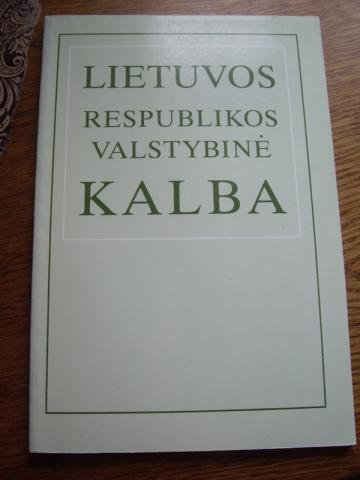 LIETUVOS
RESPUBLIKOS
VALSTYBINĖ
KALBA